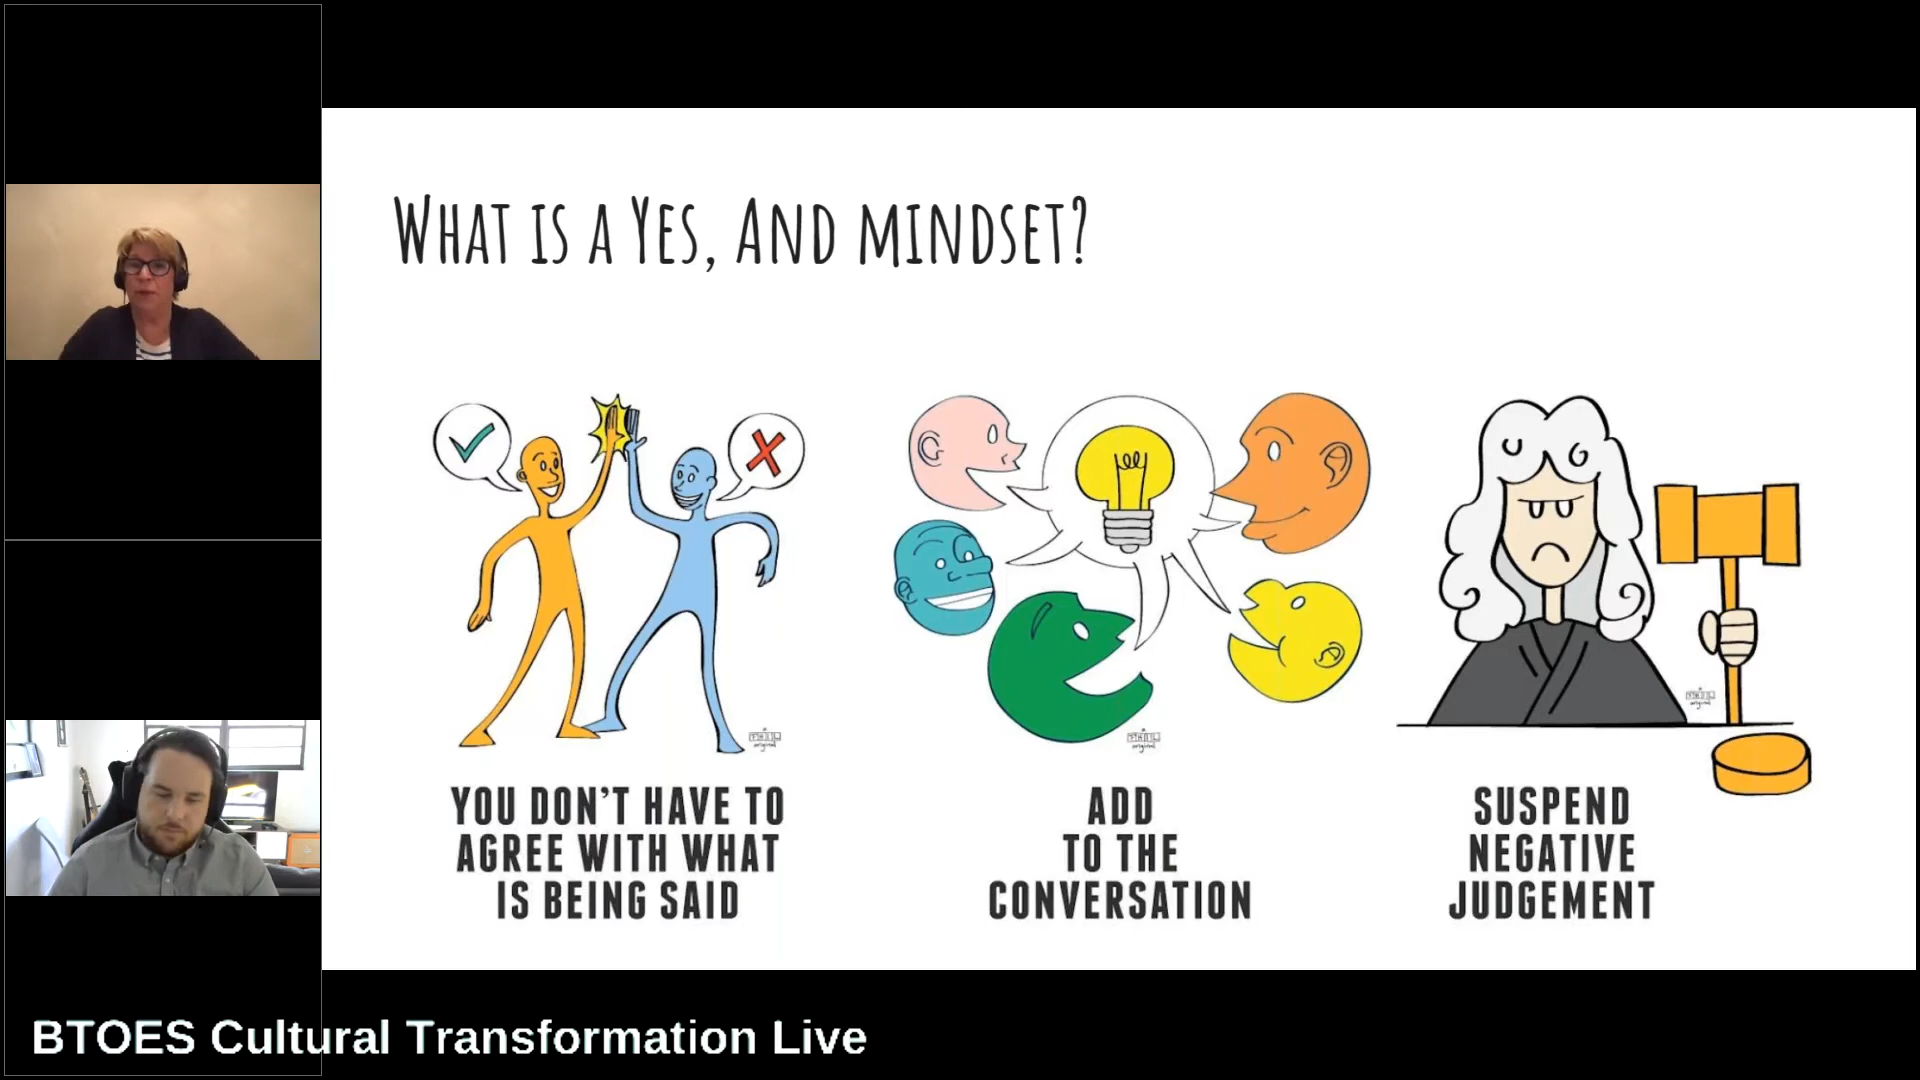 What is a Yes, And mindset?
YOU DON'T HAVE TO
AGREE WITH WHAT
IS BEING SAID
ADD
TO THE
CONVERSATION
SUSPEND
NEGATIVE
JUDGEMENT
BTOES Cultural Transformation Live